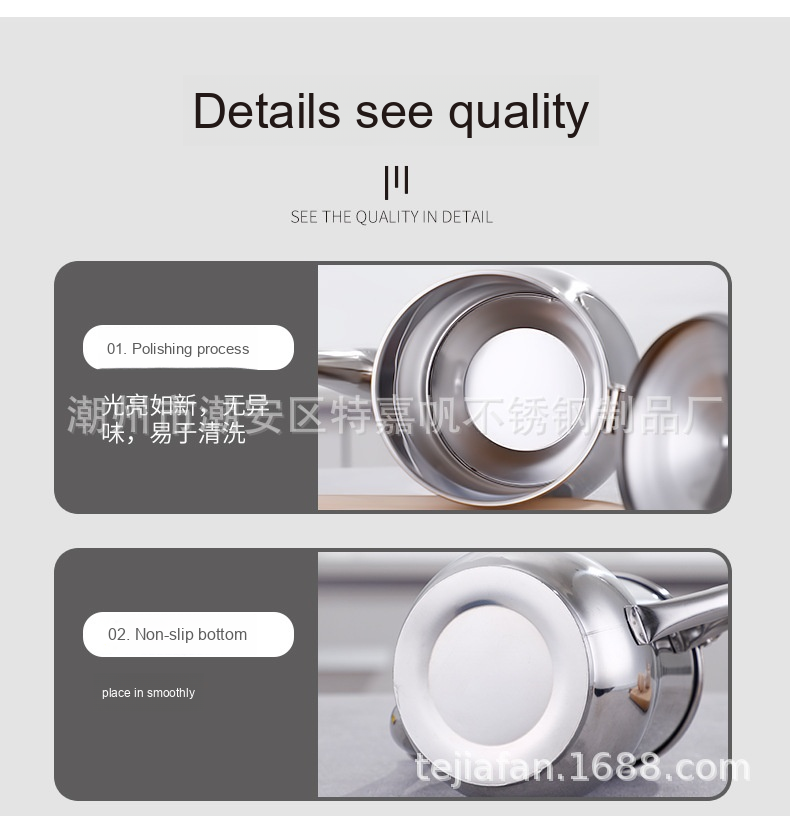 Details see quality
SEE THE QUALITY IN DETAIL
01. Polishing process
光亮如新，无异
味，易于清洗
潮州市潮安区特嘉帆不锈钢制品厂
02. Non-slip bottom
place in smoothly
tejiafan.1688.com